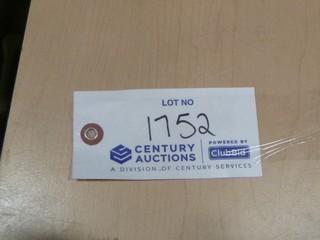 LOT NO
1752
CENTURY AUCTIONS
POWERED BY
ClubBid
A DIVISION OF CENTURY SERVICES